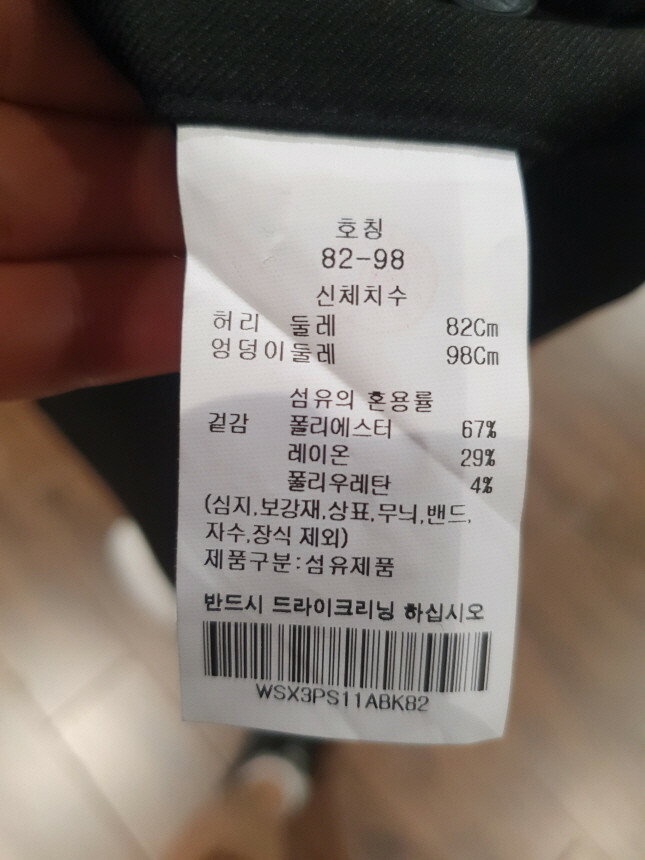 호칭
82-98
신체치수
허리 둘레 82Cm
엉덩이둘레 98Cm
섬유의 혼용률
겉감 폴리에스터 67%
레이온 29%
폴리우레탄 4%
(심지,보강재,상표,무늬,밴드,
자수,장식 제외)
제품구분:섬유제품
반드시 드라이크리닝 하십시오
WSX3PS11ABK82